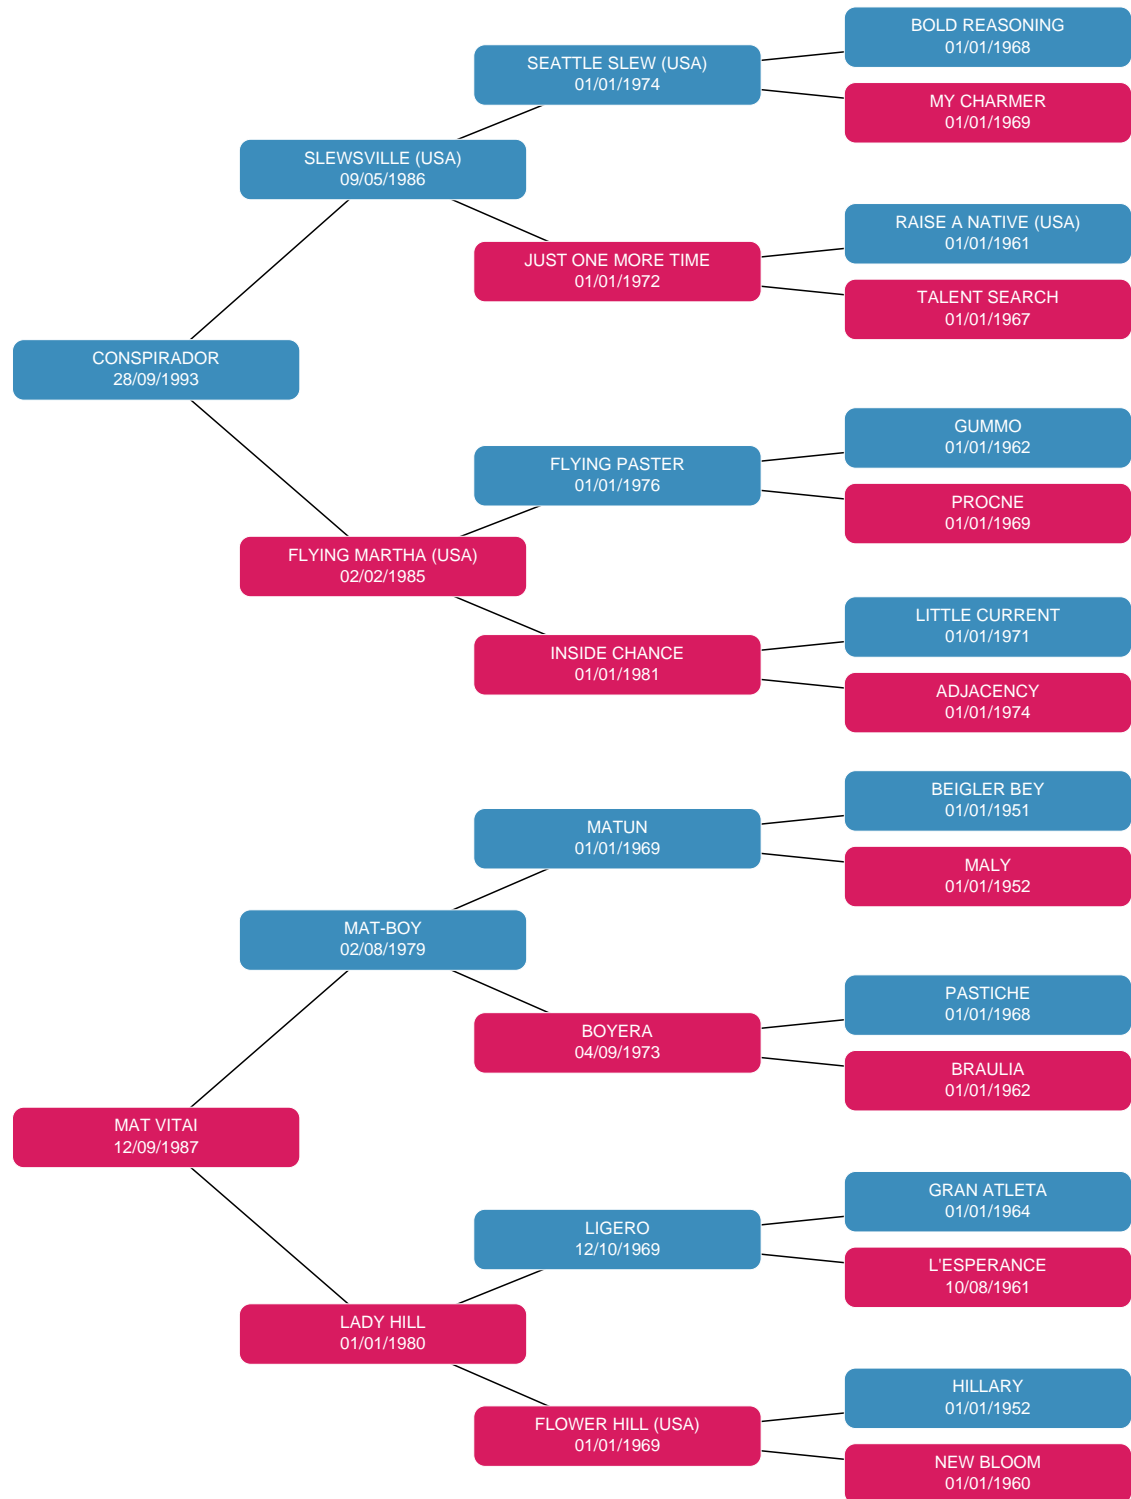 BOLD REASONING
01/01/1968
SEATTLE SLEW (USA)
01/01/1974
MY CHARMER
01/01/1969
SLEWSVILLE (USA)
09/05/1986
RAISE A NATIVE (USA)
01/01/1961
JUST ONE MORE TIME
01/01/1972
TALENT SEARCH
01/01/1967
CONSPIRADOR
28/09/1993
GUMMO
01/01/1962
FLYING PASTER
01/01/1976
PROCNE
01/01/1969
FLYING MARTHA (USA)
02/02/1985
LITTLE CURRENT
01/01/1971
INSIDE CHANCE
01/01/1981
ADJACENCY
01/01/1974
BEIGLER BEY
01/01/1951
MATUN
01/01/1969
MALY
01/01/1952
MAT-BOY
02/08/1979
PASTICHE
01/01/1968
BOYERA
04/09/1973
BRAULIA
01/01/1962
MAT VITAI
12/09/1987
GRAN ATLETA
01/01/1964
LIGERO
12/10/1969
L'ESPERANCE
10/08/1961
LADY HILL
01/01/1980
HILLARY
01/01/1952
FLOWER HILL (USA)
01/01/1969
NEW BLOOM
01/01/1960